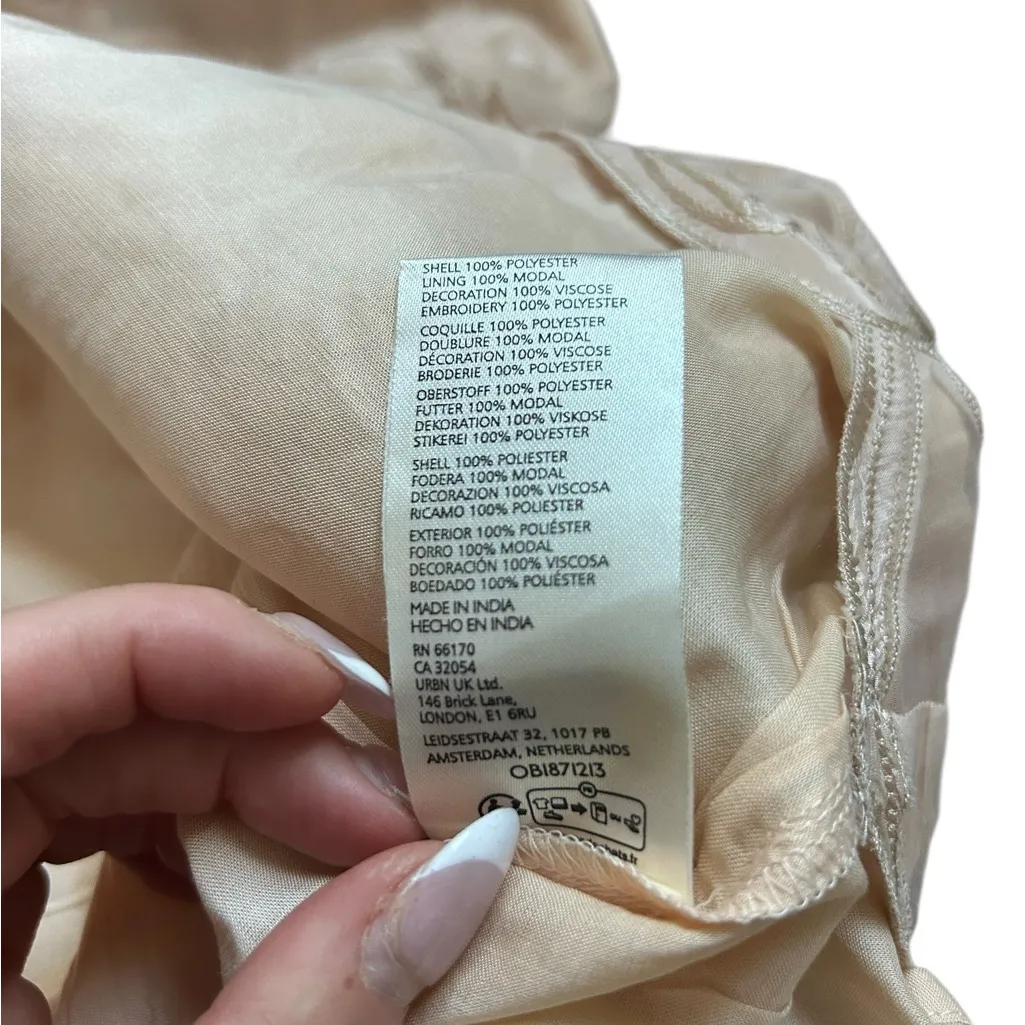 SHELL 100% POLYESTER
LINING 100% MODAL
DECORATION 100% VISCOSE
EMBROIDERY 100% POLYESTER
COQUILLE 100% POLYESTER
DOUBLURE 100% MODAL
DÉCORATION 100% VISCOSE
BRODERIE 100% POLYESTER
OBERSTOFF 100% POLYESTER
FUTTER 100% MODAL
DEKORATION 100% VISKOSE
STIKEREI 100% POLYESTER
SHELL 100% POLIESTER
FODERA 100% MODAL
DECORAZION 100% VISCOSA
RICAMO 100% POLIESTER
EXTERIOR 100% POLIÉSTER
FORRO 100% MODAL
DECORACIÓN 100% VISCOSA
BOEDADO 100% POLIÉSTER
MADE IN INDIA
HECHO EN INDIA
RN 66170
CA 32054
URBN UK Ltd.
146 Brick Lane,
LONDON, E1 6RU
LEIDSESTRAAT 32, 1017 PB
AMSTERDAM, NETHERLANDS
OB1871213
FR